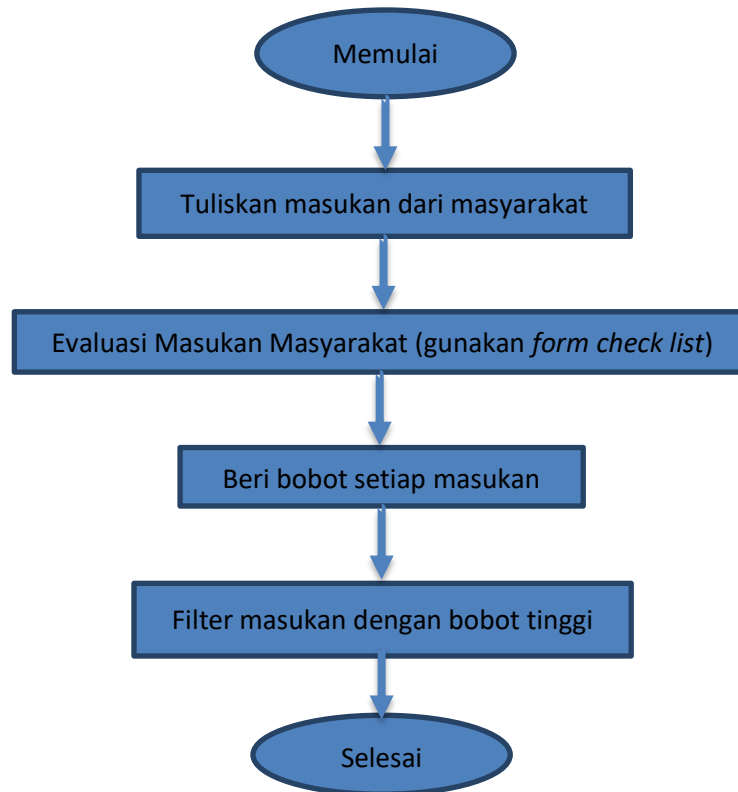 Memulai
Tuliskan masukan dari masyarakat
Evaluasi Masukan Masyarakat (gunakan form check list)
Beri bobot setiap masukan
Filter masukan dengan bobot tinggi
Selesai